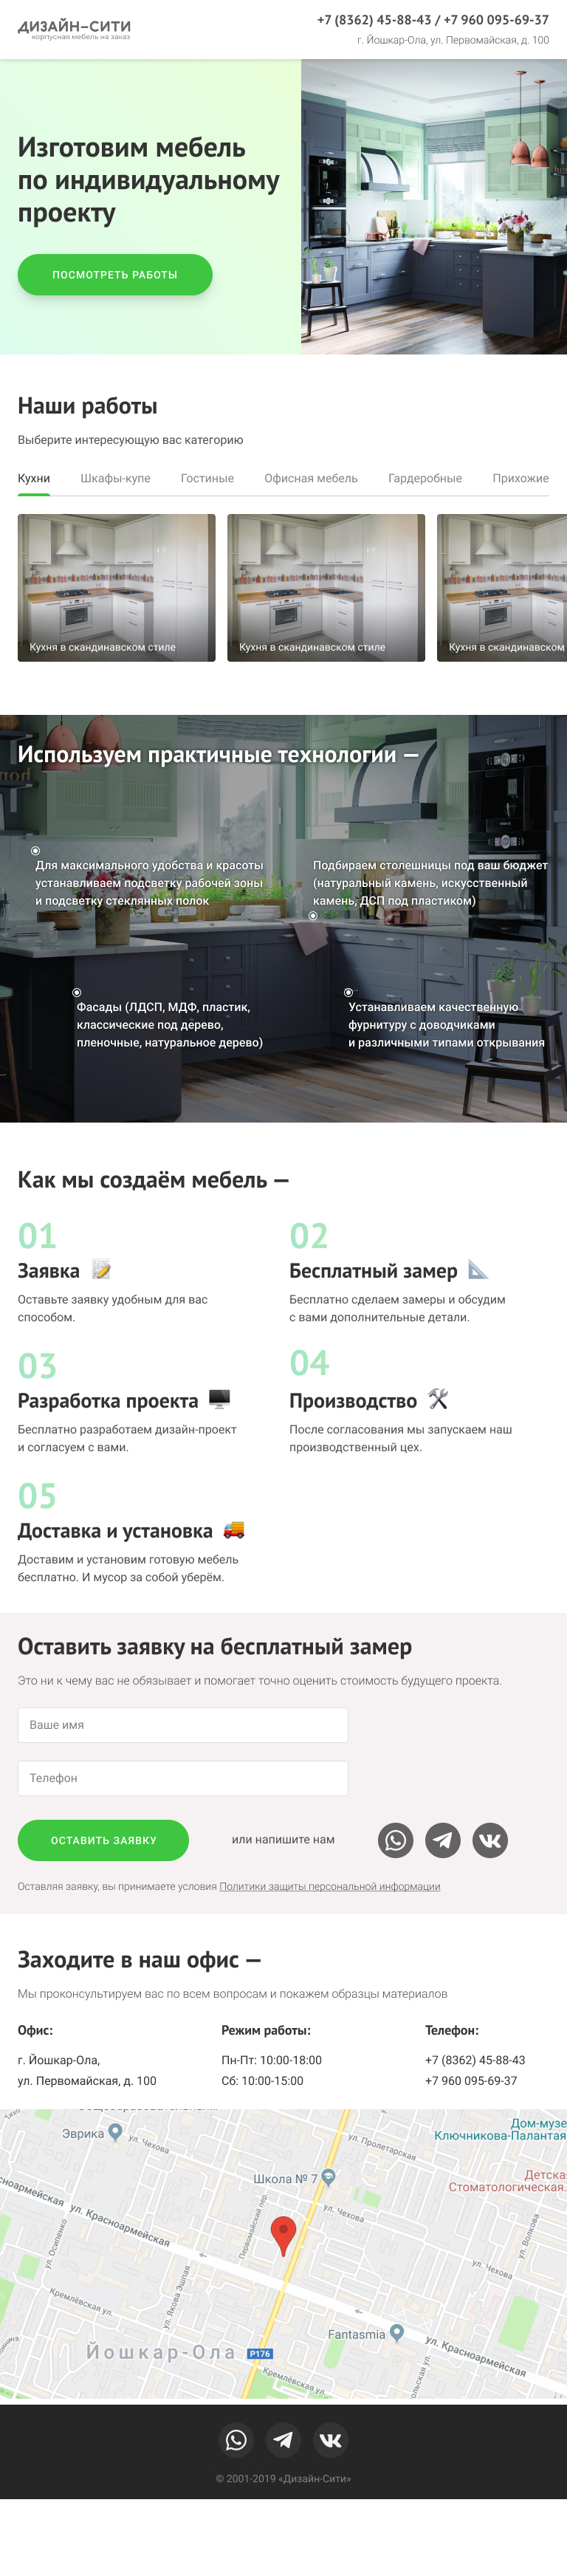 ДИЗАЙН–СИТИ
корпусная мебель на заказ
+7 (8362) 45-88-43 / +7 960 095-69-37
г. Йошкар-Ола, ул. Первомайская, д. 100
Изготовим мебель
по индивидуальному
проекту
ПОСМОТРЕТЬ РАБОТЫ
Наши работы
Выберите интересующую вас категорию
Кухни Шкафы-купе Гостиные Офисная мебель Гардеробные Прихожие
Кухня в скандинавском стиле Кухня в скандинавском стиле Кухня в скандинавском
Используем практичные технологии —
Для максимального удобства и красоты
устанавливаем подсветку рабочей зоны
и подсветку стеклянных полок
Подбираем столешницы под ваш бюджет
(натуральный камень, искусственный
камень, ДСП под пластиком)
Фасады (ЛДСП, МДФ, пластик,
классические под дерево,
пленочные, натуральное дерево)
Устанавливаем качественную
фурнитуру с доводчиками
и различными типами открывания
Как мы создаём мебель —
01
Заявка
Оставьте заявку удобным для вас
способом.
02
Бесплатный замер
Бесплатно сделаем замеры и обсудим
с вами дополнительные детали.
03
Разработка проекта
Бесплатно разработаем дизайн-проект
и согласуем с вами.
04
Производство
После согласования мы запускаем наш
производственный цех.
05
Доставка и установка
Доставим и установим готовую мебель
бесплатно. И мусор за собой уберём.
Оставить заявку на бесплатный замер
Это ни к чему вас не обязывает и помогает точно оценить стоимость будущего проекта.
Ваше имя
Телефон
ОСТАВИТЬ ЗАЯВКУ
или напишите нам
Оставляя заявку, вы принимаете условия Политики защиты персональной информации
Заходите в наш офис —
Мы проконсультируем вас по всем вопросам и покажем образцы материалов
Офис:
г. Йошкар-Ола,
ул. Первомайская, д. 100
Режим работы:
Пн-Пт: 10:00-18:00
Сб: 10:00-15:00
Телефон:
+7 (8362) 45-88-43
+7 960 095-69-37
Эврика
ул. Чехова
ул. Пролетарская
Дом-музе
Ключникова-Палантая
Школа № 7
Детская
Стоматологическая.
ул. Красноармейская
ул. Чехова
Первомайский пер.
ул. Осипенко
ул. Волкова
ул. Чехова
ул. Якова Эшпая
Кремлёвская ул.
Fantasmia
ул. Красноармейская
Йошкар-Ола
Р176
Кремлёвская ул.
© 2001-2019 «Дизайн-Сити»